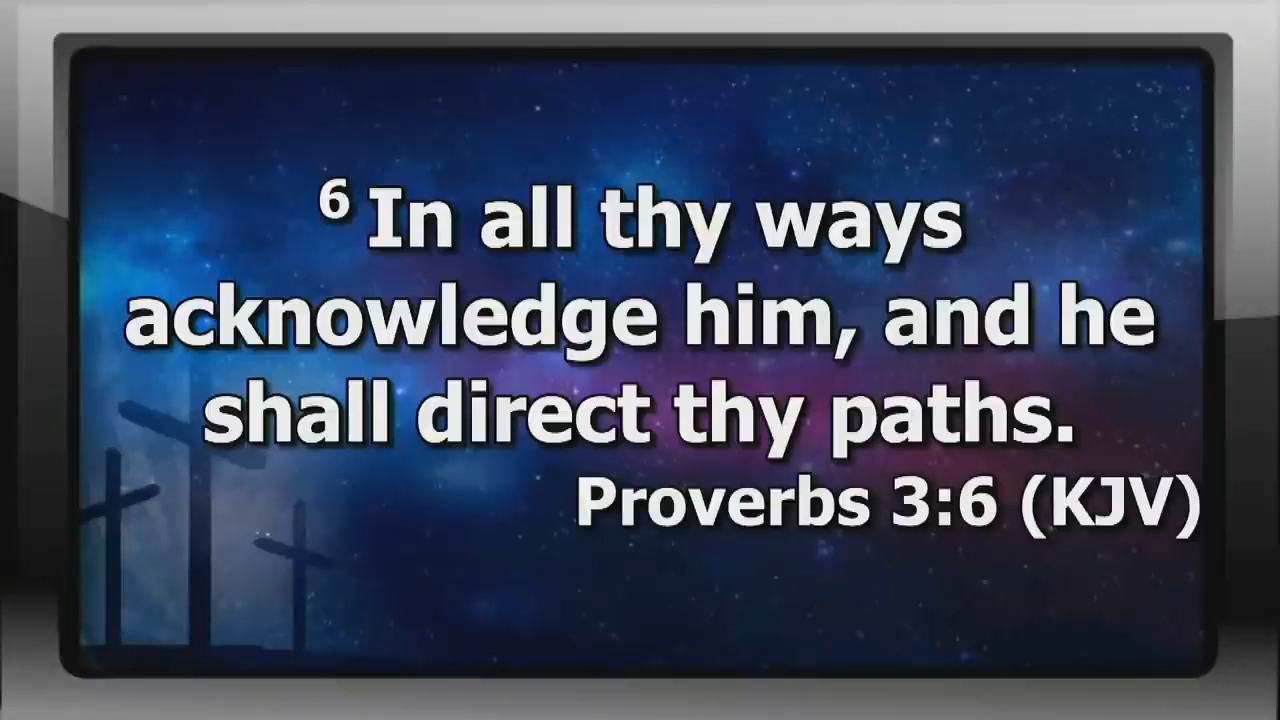 6 In all thy ways
acknowledge him, and he
shall direct thy paths.
Proverbs 3:6 (KJV)